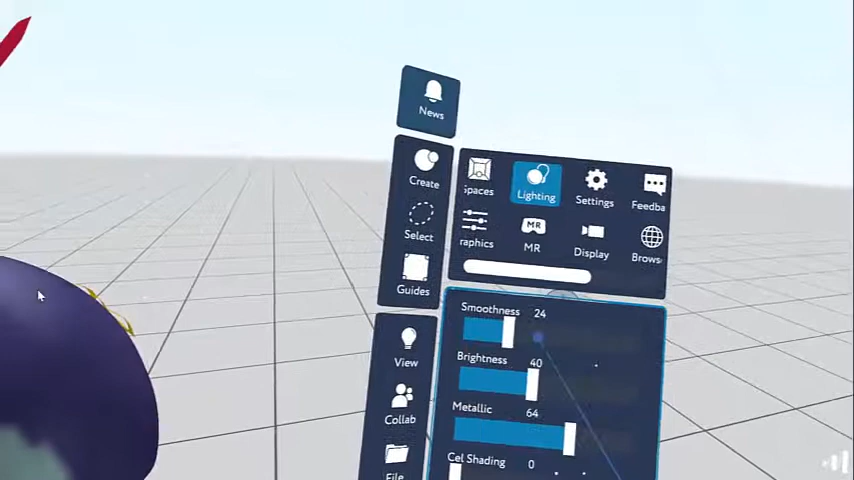 News
Create
Select
Guides
View
Collab
File
Spaces
Lighting
Settings
Feedba
raphics
MR
MR
Display
Brows
Smoothness 24
Brightness 40
Metallic 64
Cel Shading 0